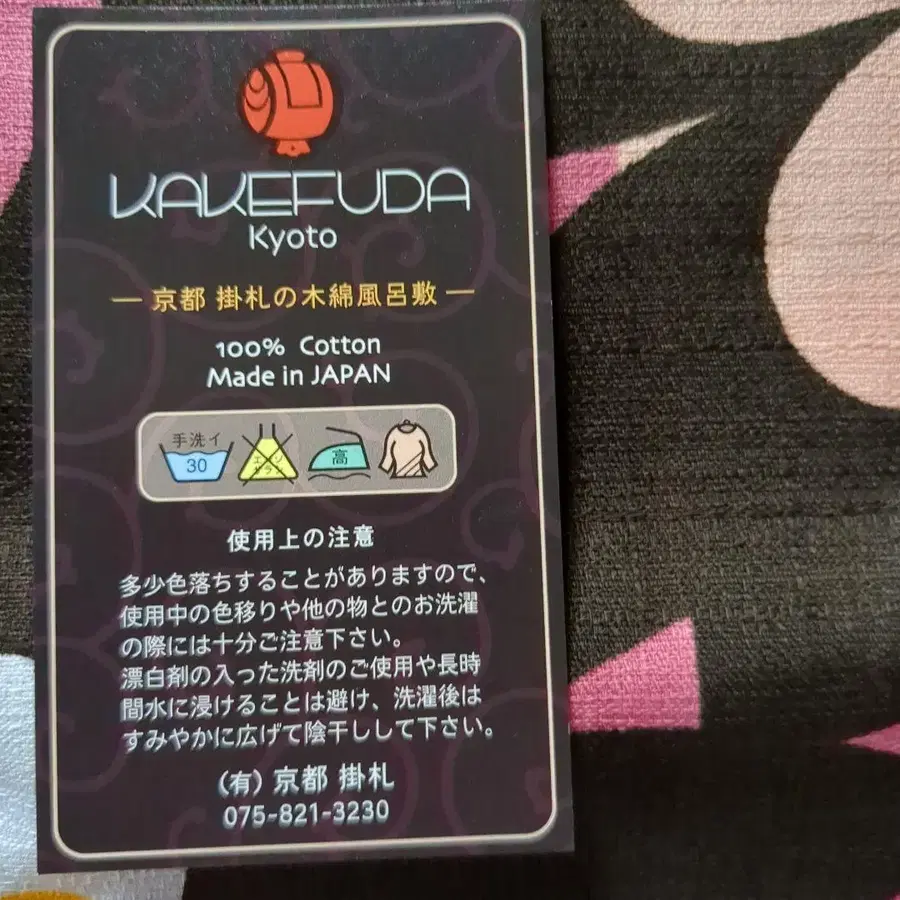 KAKEFUDA
Kyoto
— 京都 掛札の木綿風呂敷 —
100% Cotton
Made in JAPAN
手洗イ
30
エンソ
サラシ
高
使用上の注意
多少色落ちすることがありますので、
使用中の色移りや他の物とのお洗濯
の際には十分ご注意下さい。
漂白剤の入った洗剤のご使用や長時
間水に浸けることは避け、洗濯後は
すみやかに広げて陰干しして下さい。
（有）京都 掛札
075-821-3230